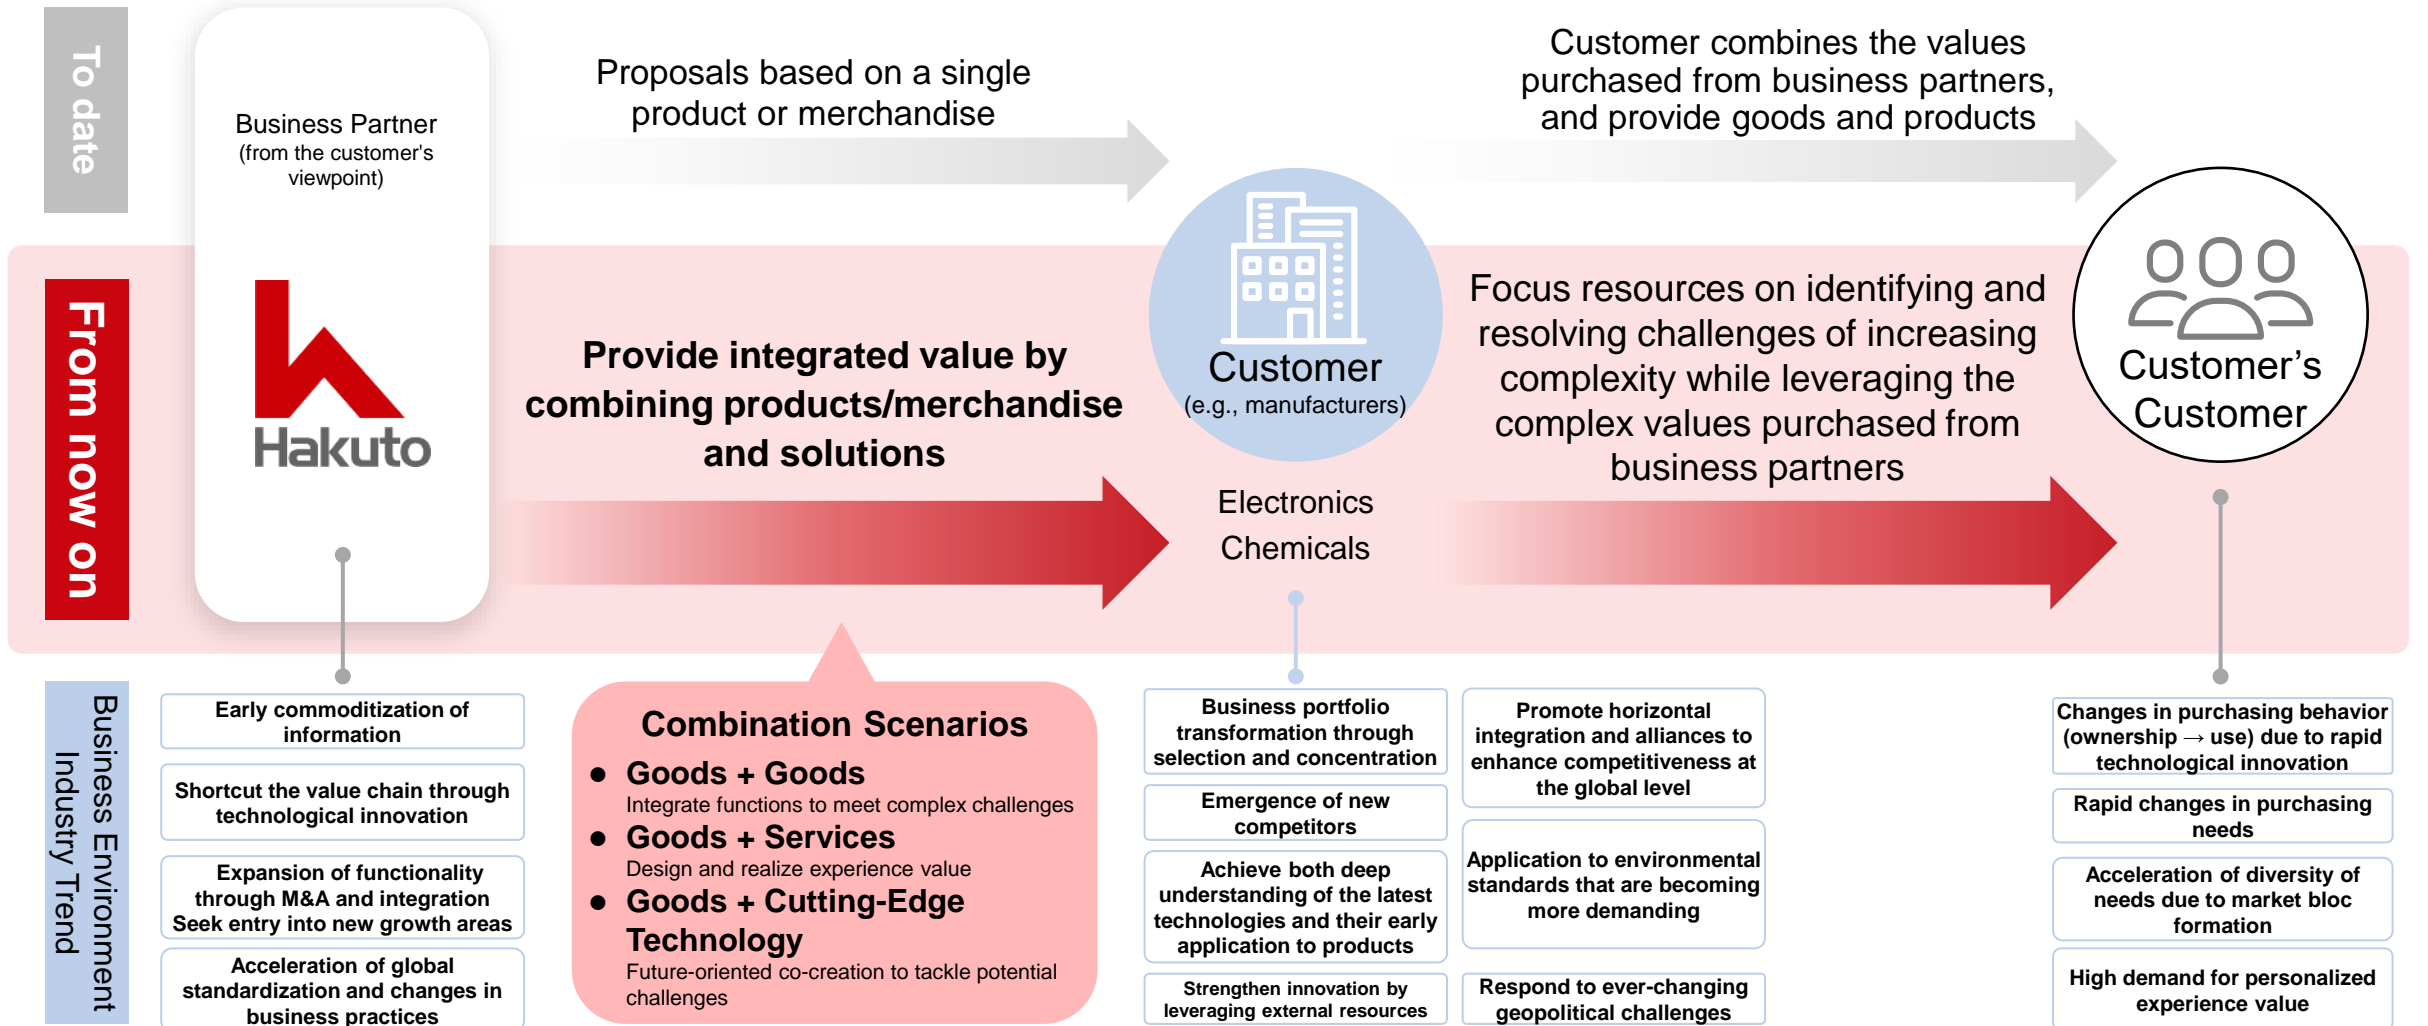 To date
Business Partner
(from the customer's
viewpoint)
Proposals based on a single
product or merchandise
Customer combines the values
purchased from business partners,
and provide goods and products
From now on
Hakuto
Provide integrated value by
combining products/merchandise
and solutions
Customer
(e.g., manufacturers)
Electronics
Chemicals
Focus resources on identifying and
resolving challenges of increasing
complexity while leveraging the
complex values purchased from
business partners
Customer’s
Customer
Business Environment
Industry Trend
Early commoditization of
information
Shortcut the value chain through
technological innovation
Expansion of functionality
through M&A and integration
Seek entry into new growth areas
Acceleration of global
standardization and changes in
business practices
Combination Scenarios
● Goods + Goods
Integrate functions to meet complex challenges
● Goods + Services
Design and realize experience value
● Goods + Cutting-Edge
Technology
Future-oriented co-creation to tackle potential
challenges
Business portfolio
transformation through
selection and concentration
Emergence of new
competitors
Achieve both deep
understanding of the latest
technologies and their early
application to products
Strengthen innovation by
leveraging external resources
Promote horizontal
integration and alliances to
enhance competitiveness at
the global level
Application to environmental
standards that are becoming
more demanding
Respond to ever-changing
geopolitical challenges
Changes in purchasing behavior
(ownership → use) due to rapid
technological innovation
Rapid changes in purchasing
needs
Acceleration of diversity of
needs due to market bloc
formation
High demand for personalized
experience value